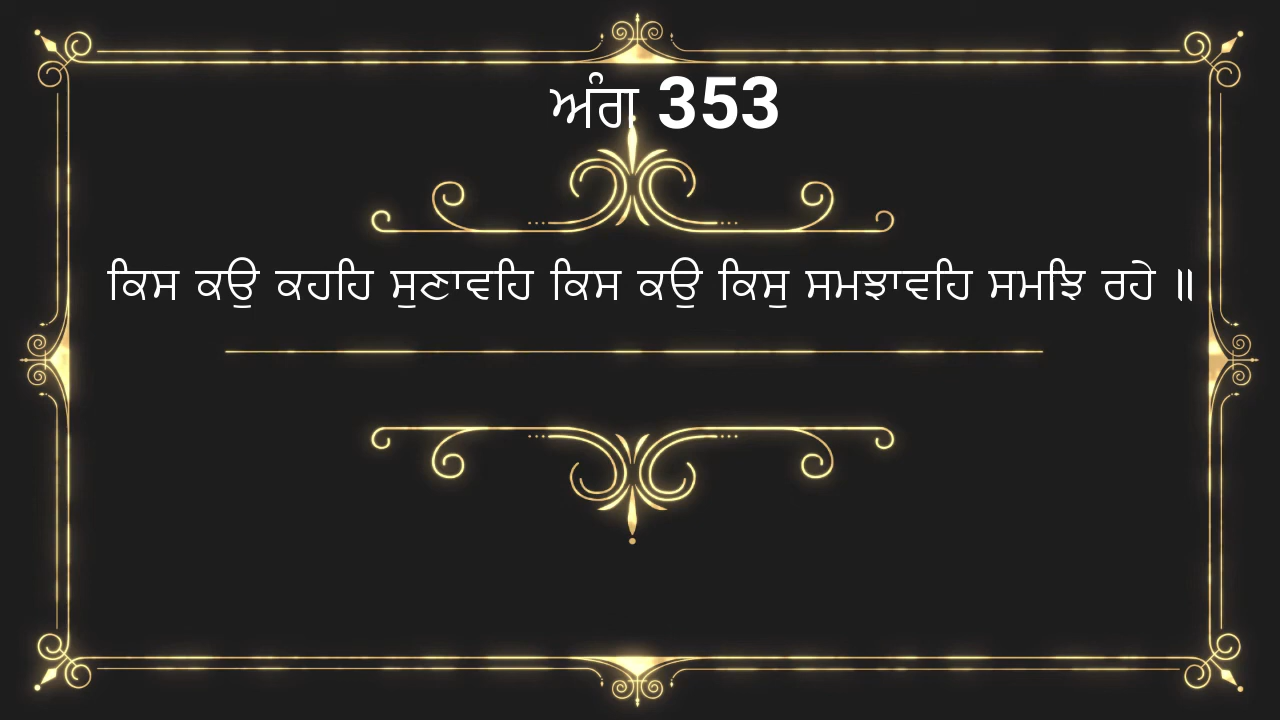 ਅੰਗ 353
ਕਿਸ ਕਉ ਕਹਹਿ ਸੁਣਾਵਹਿ ਕਿਸ ਕਉ ਕਿਸੁ ਸਮਝਾਵਹਿ ਸਮਝਿ ਰਹੇ ॥